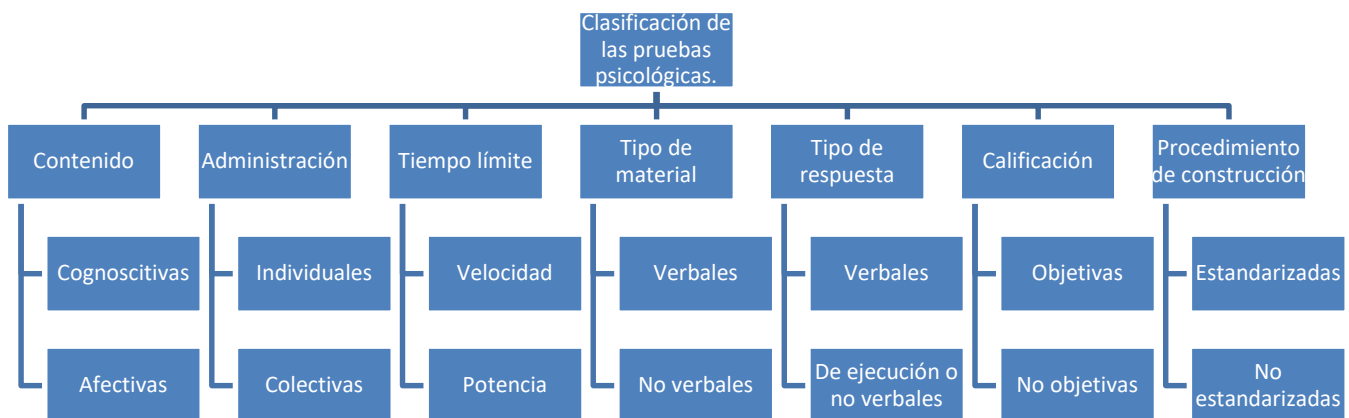 Clasificación de
las pruebas
psicológicas.
Contenido
Administración
Tiempo límite
Tipo de
material
Tipo de
respuesta
Calificación
Procedimiento
de construcción
Cognoscitivas
Individuales
Velocidad
Verbales
Verbales
Objetivas
Estandarizadas
Afectivas
Colectivas
Potencia
No verbales
De ejecución o
no verbales
No objetivas
No
estandarizadas